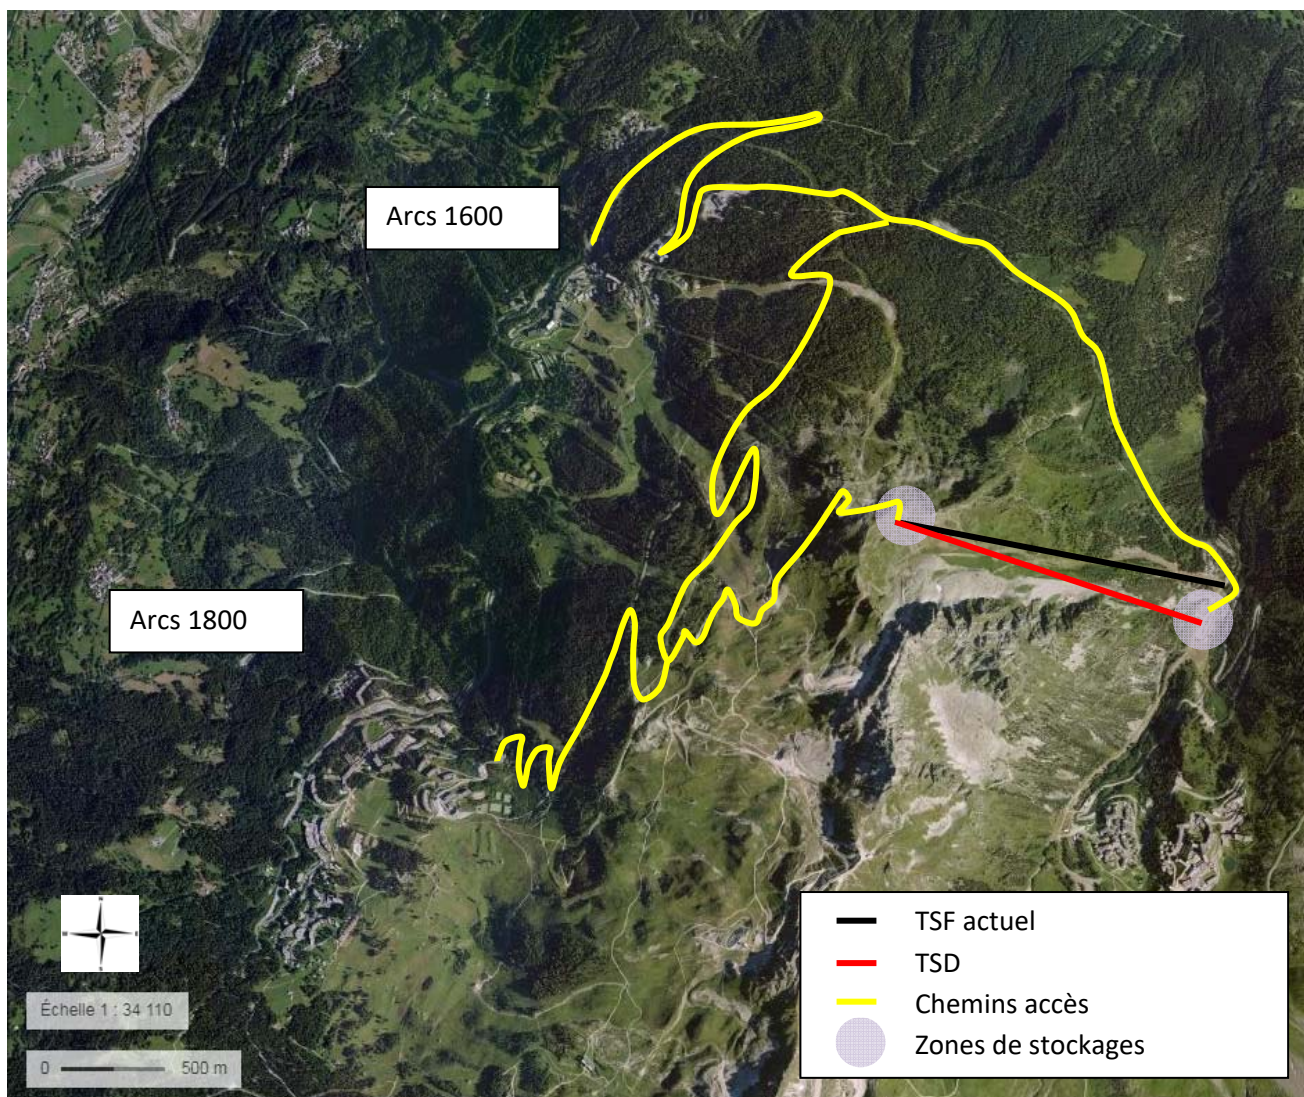 Arcs 1600
Arcs 1800
TSF actuel
TSD
Chemins accès
Zones de stockages
Échelle 1 : 34 110
0 500 m